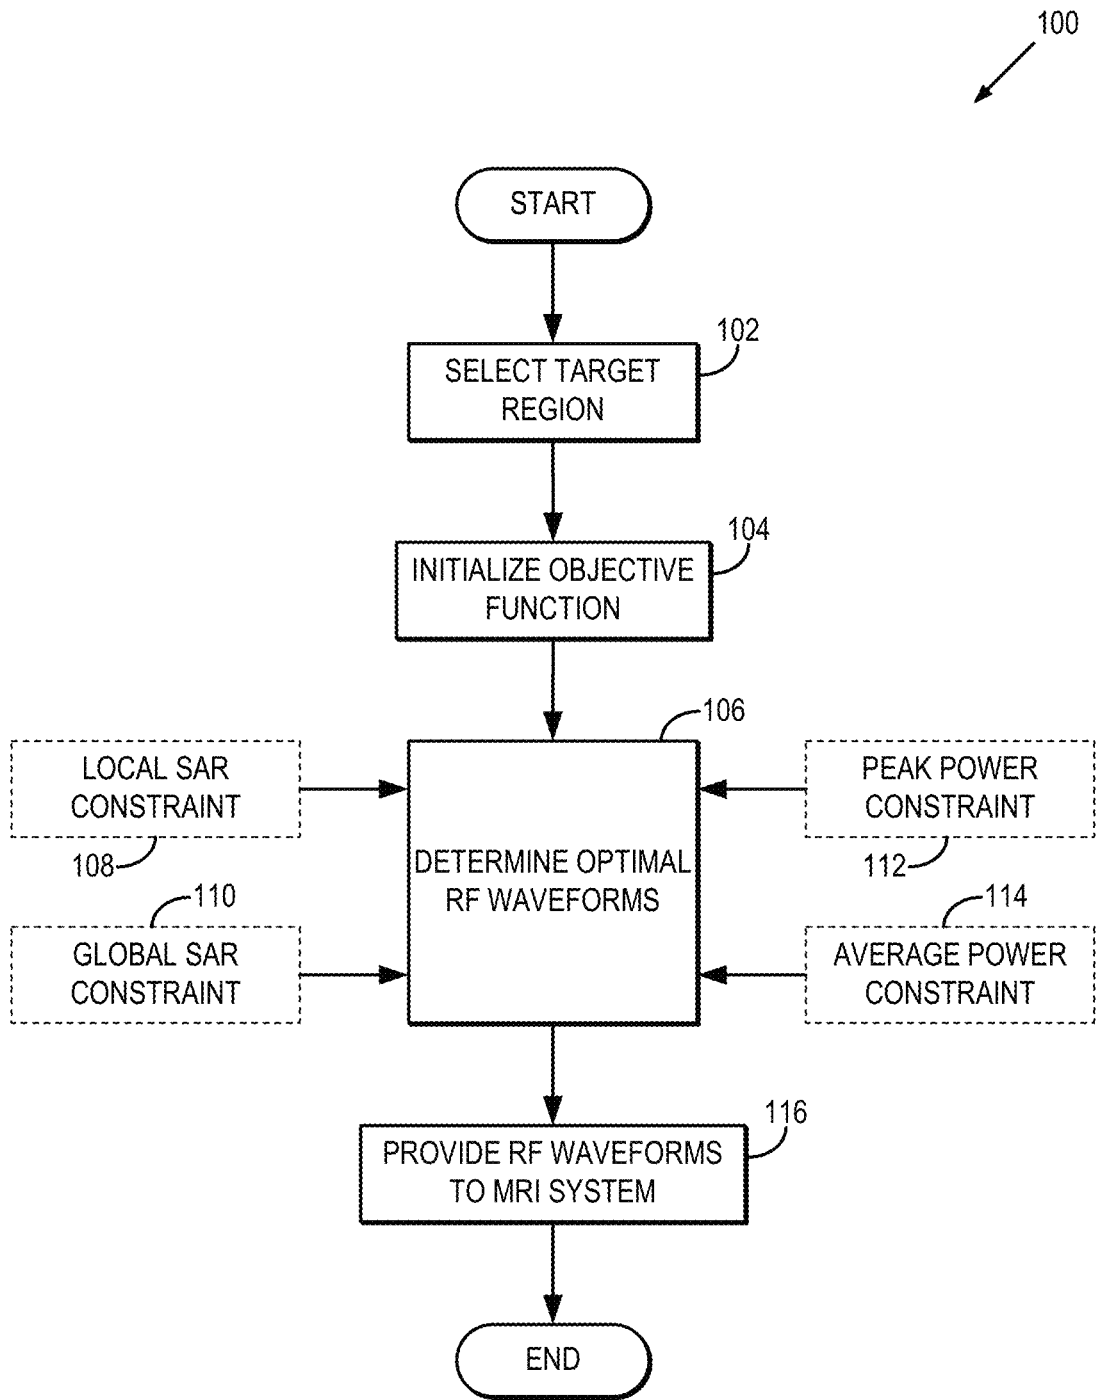 100
START
102
SELECT TARGET
REGION
104
INITIALIZE OBJECTIVE
FUNCTION
106
LOCAL SAR
CONSTRAINT
108
PEAK POWER
CONSTRAINT
112
DETERMINE OPTIMAL
RF WAVEFORMS
110
GLOBAL SAR
CONSTRAINT
114
AVERAGE POWER
CONSTRAINT
116
PROVIDE RF WAVEFORMS
TO MRI SYSTEM
END